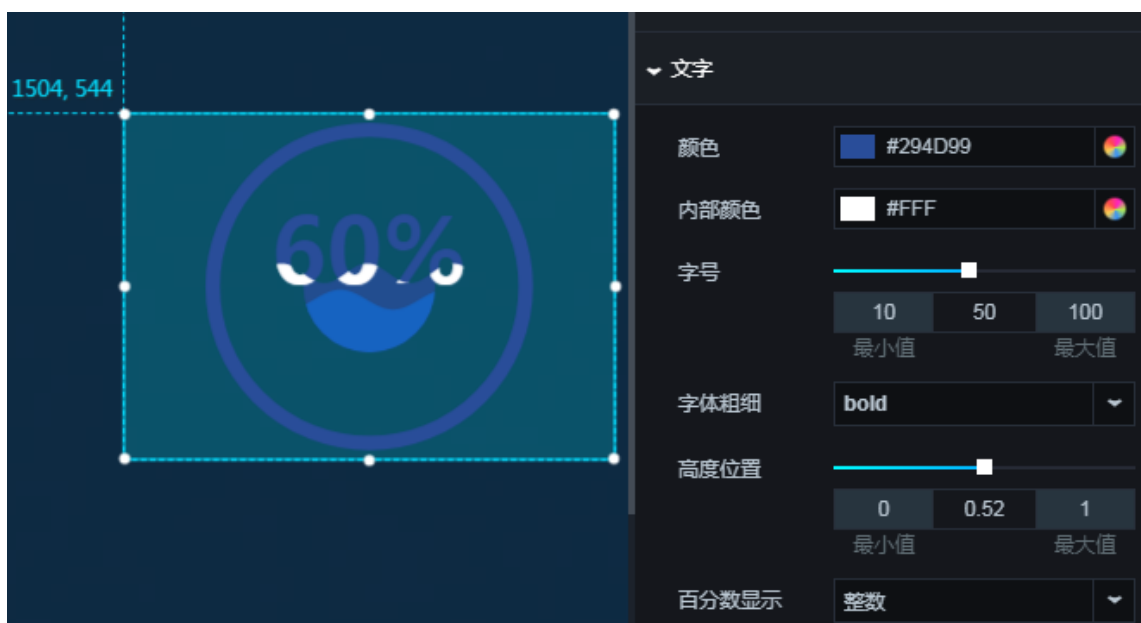 1504, 544
60%
文字
颜色 #294D99
内部颜色 #FFF
字号
10 50 100
最小值 最大值
字体粗细 bold
高度位置
0 0.52 1
最小值 最大值
百分数显示 整数